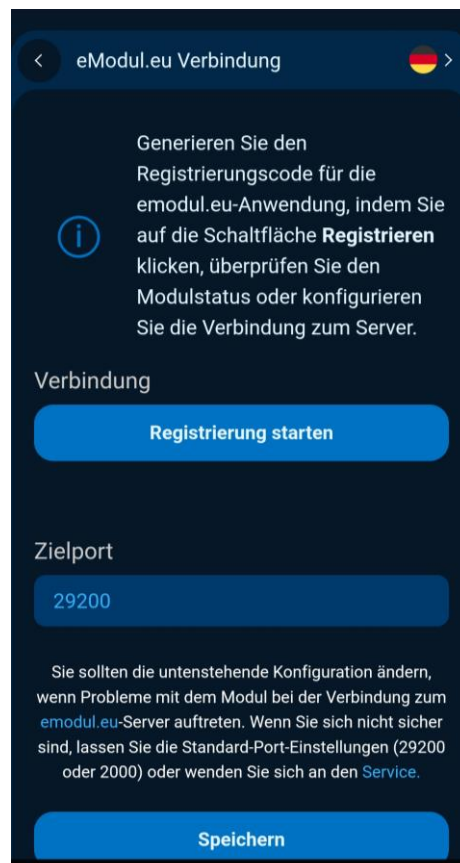 eModul.eu Verbindung
Generieren Sie den
Registrierungscode für die
emodul.eu-Anwendung, indem Sie
auf die Schaltfläche Registrieren
klicken, überprüfen Sie den
Modulstatus oder konfigurieren
Sie die Verbindung zum Server.
Verbindung
Registrierung starten
Zielport
29200
Sie sollten die untenstehende Konfiguration ändern,
wenn Probleme mit dem Modul bei der Verbindung zum
emodul.eu-Server auftreten. Wenn Sie sich nicht sicher
sind, lassen Sie die Standard-Port-Einstellungen (29200
oder 2000) oder wenden Sie sich an den Service.
Speichern